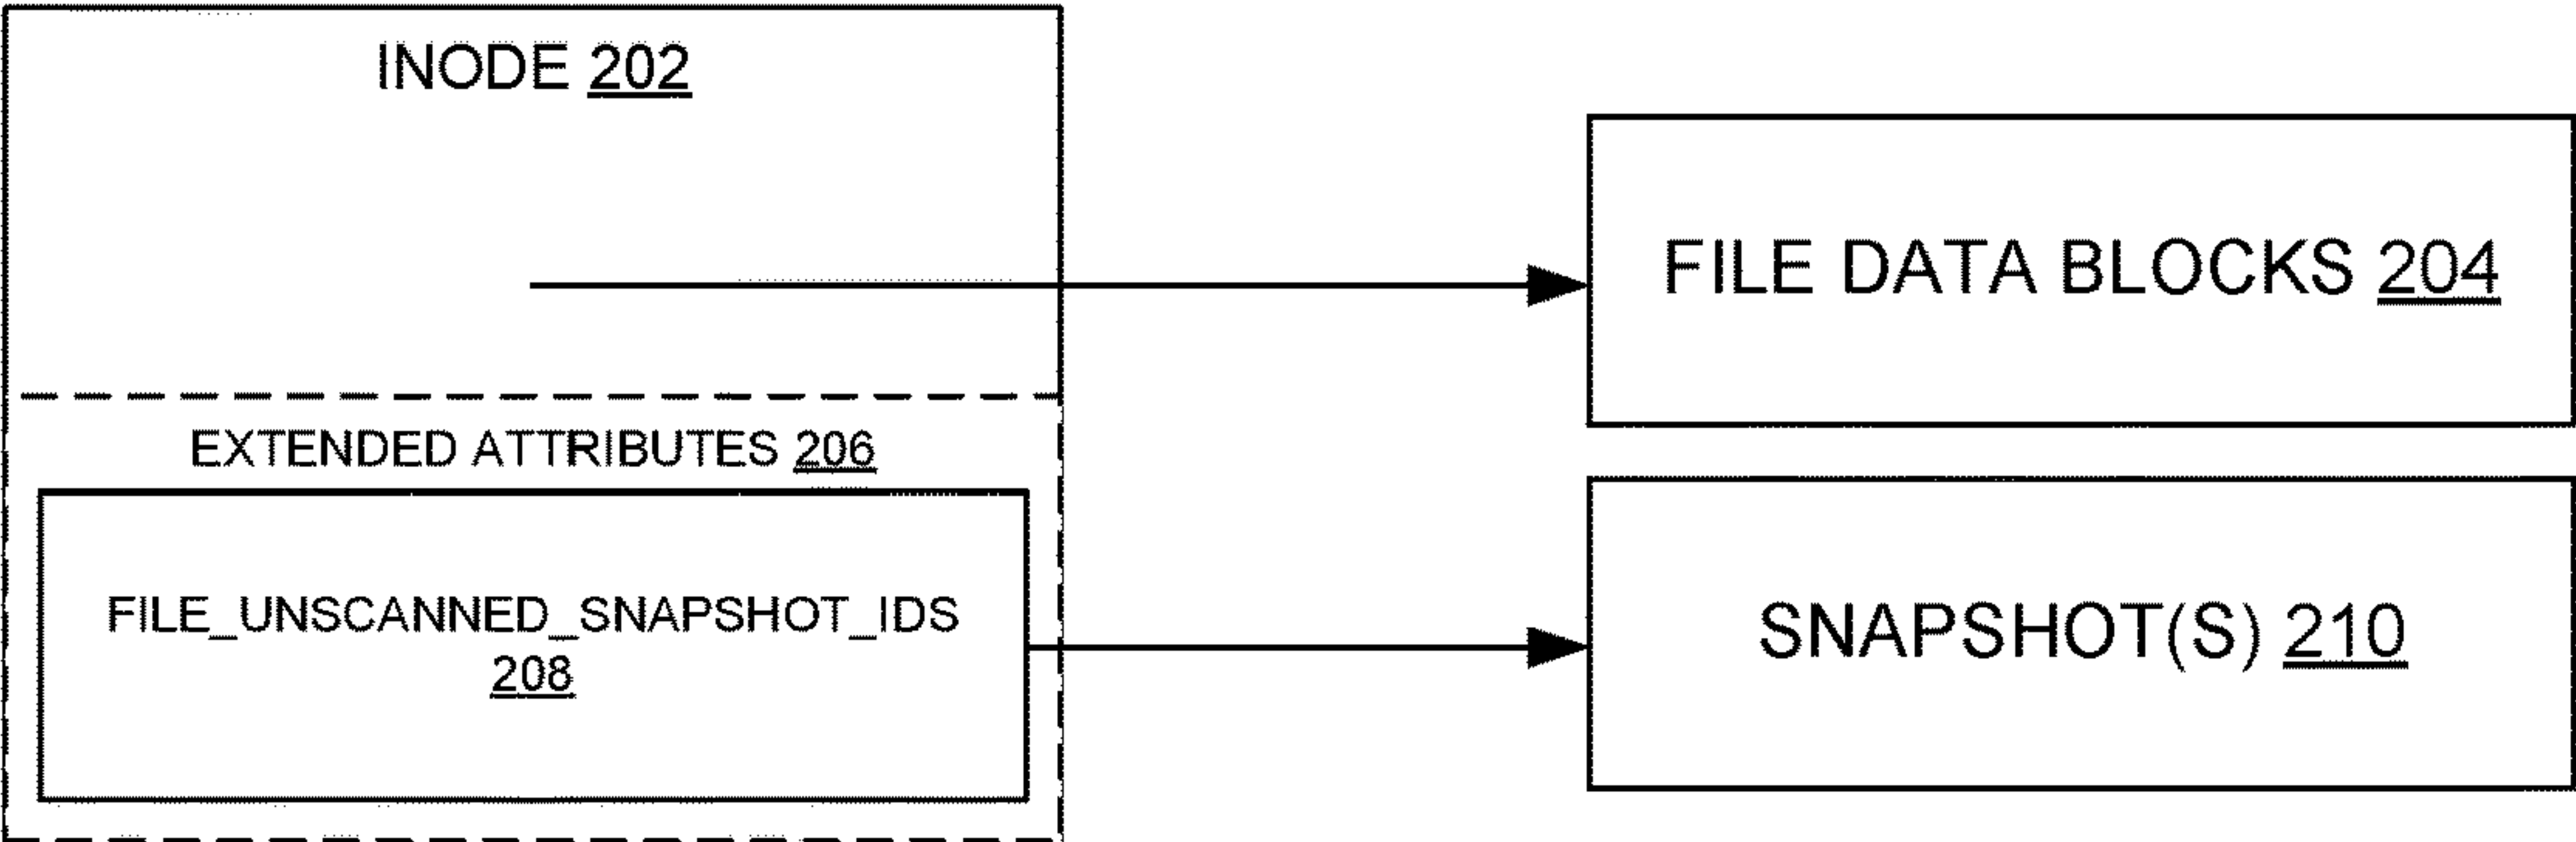 INODE 202
FILE DATA BLOCKS 204
EXTENDED ATTRIBUTES 206
FILE_UNSCANNED_SNAPSHOT_IDS
208
SNAPSHOT(S) 210